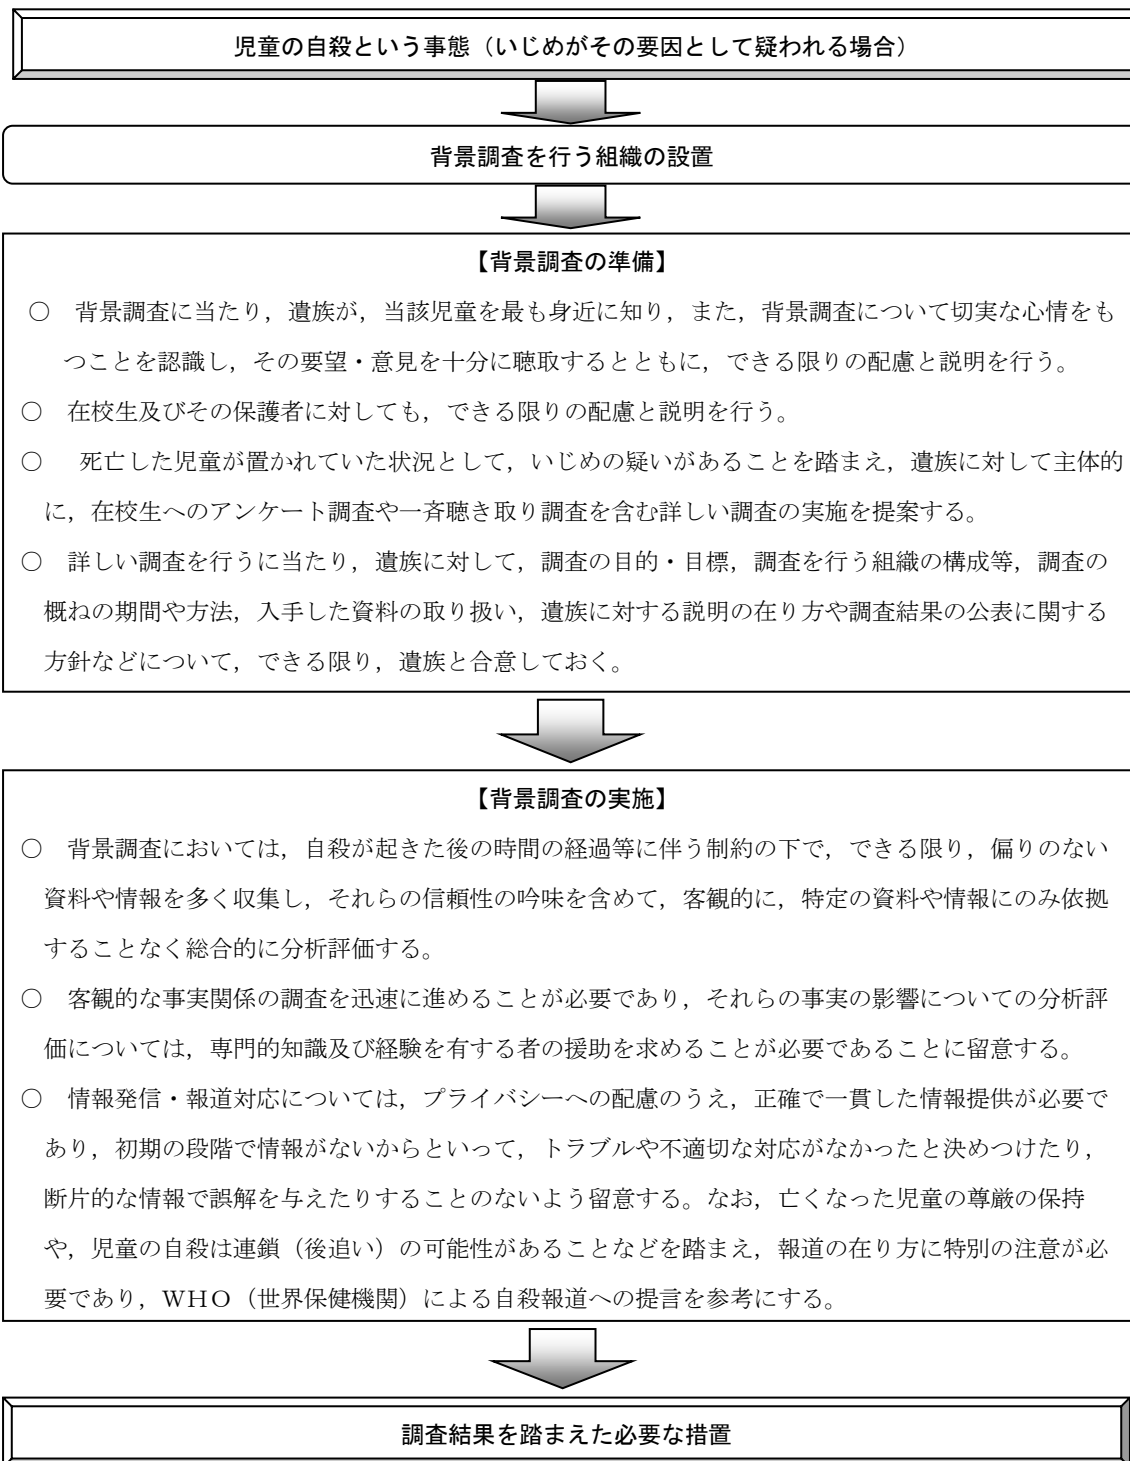 児童の自殺という事態（いじめがその要因として疑われる場合）
背景調査を行う組織の設置
【背景調査の準備】
○　背景調査に当たり，遺族が，当該児童を最も身近に知り，また，背景調査について切実な心情をも
つことを認識し，その要望・意見を十分に聴取するとともに，できる限りの配慮と説明を行う。
○　在校生及びその保護者に対しても，できる限りの配慮と説明を行う。
○　死亡した児童が置かれていた状況として，いじめの疑いがあることを踏まえ，遺族に対して主体的
に，在校生へのアンケート調査や一斉聴き取り調査を含む詳しい調査の実施を提案する。
○　詳しい調査を行うに当たり，遺族に対して，調査の目的・目標，調査を行う組織の構成等，調査の
概ねの期間や方法，入手した資料の取り扱い，遺族に対する説明の在り方や調査結果の公表に関する
方針などについて，できる限り，遺族と合意しておく。
【背景調査の実施】
○　背景調査においては，自殺が起きた後の時間の経過等に伴う制約の下で，できる限り，偏りのない
資料や情報を多く収集し，それらの信頼性の吟味を含めて，客観的に，特定の資料や情報にのみ依拠
することなく総合的に分析評価する。
○　客観的な事実関係の調査を迅速に進めることが必要であり，それらの事実の影響についての分析評
価については，専門的知識及び経験を有する者の援助を求めることが必要であることに留意する。
○　情報発信・報道対応については，プライバシーへの配慮のうえ，正確で一貫した情報提供が必要で
あり，初期の段階で情報がないからといって，トラブルや不適切な対応がなかったと決めつけたり，
断片的な情報で誤解を与えたりすることのないよう留意する。なお，亡くなった児童の尊厳の保持
や，児童の自殺は連鎖（後追い）の可能性があることなどを踏まえ，報道の在り方に特別の注意が必
要であり，ＷＨＯ（世界保健機関）による自殺報道への提言を参考にする。
調査結果を踏まえた必要な措置